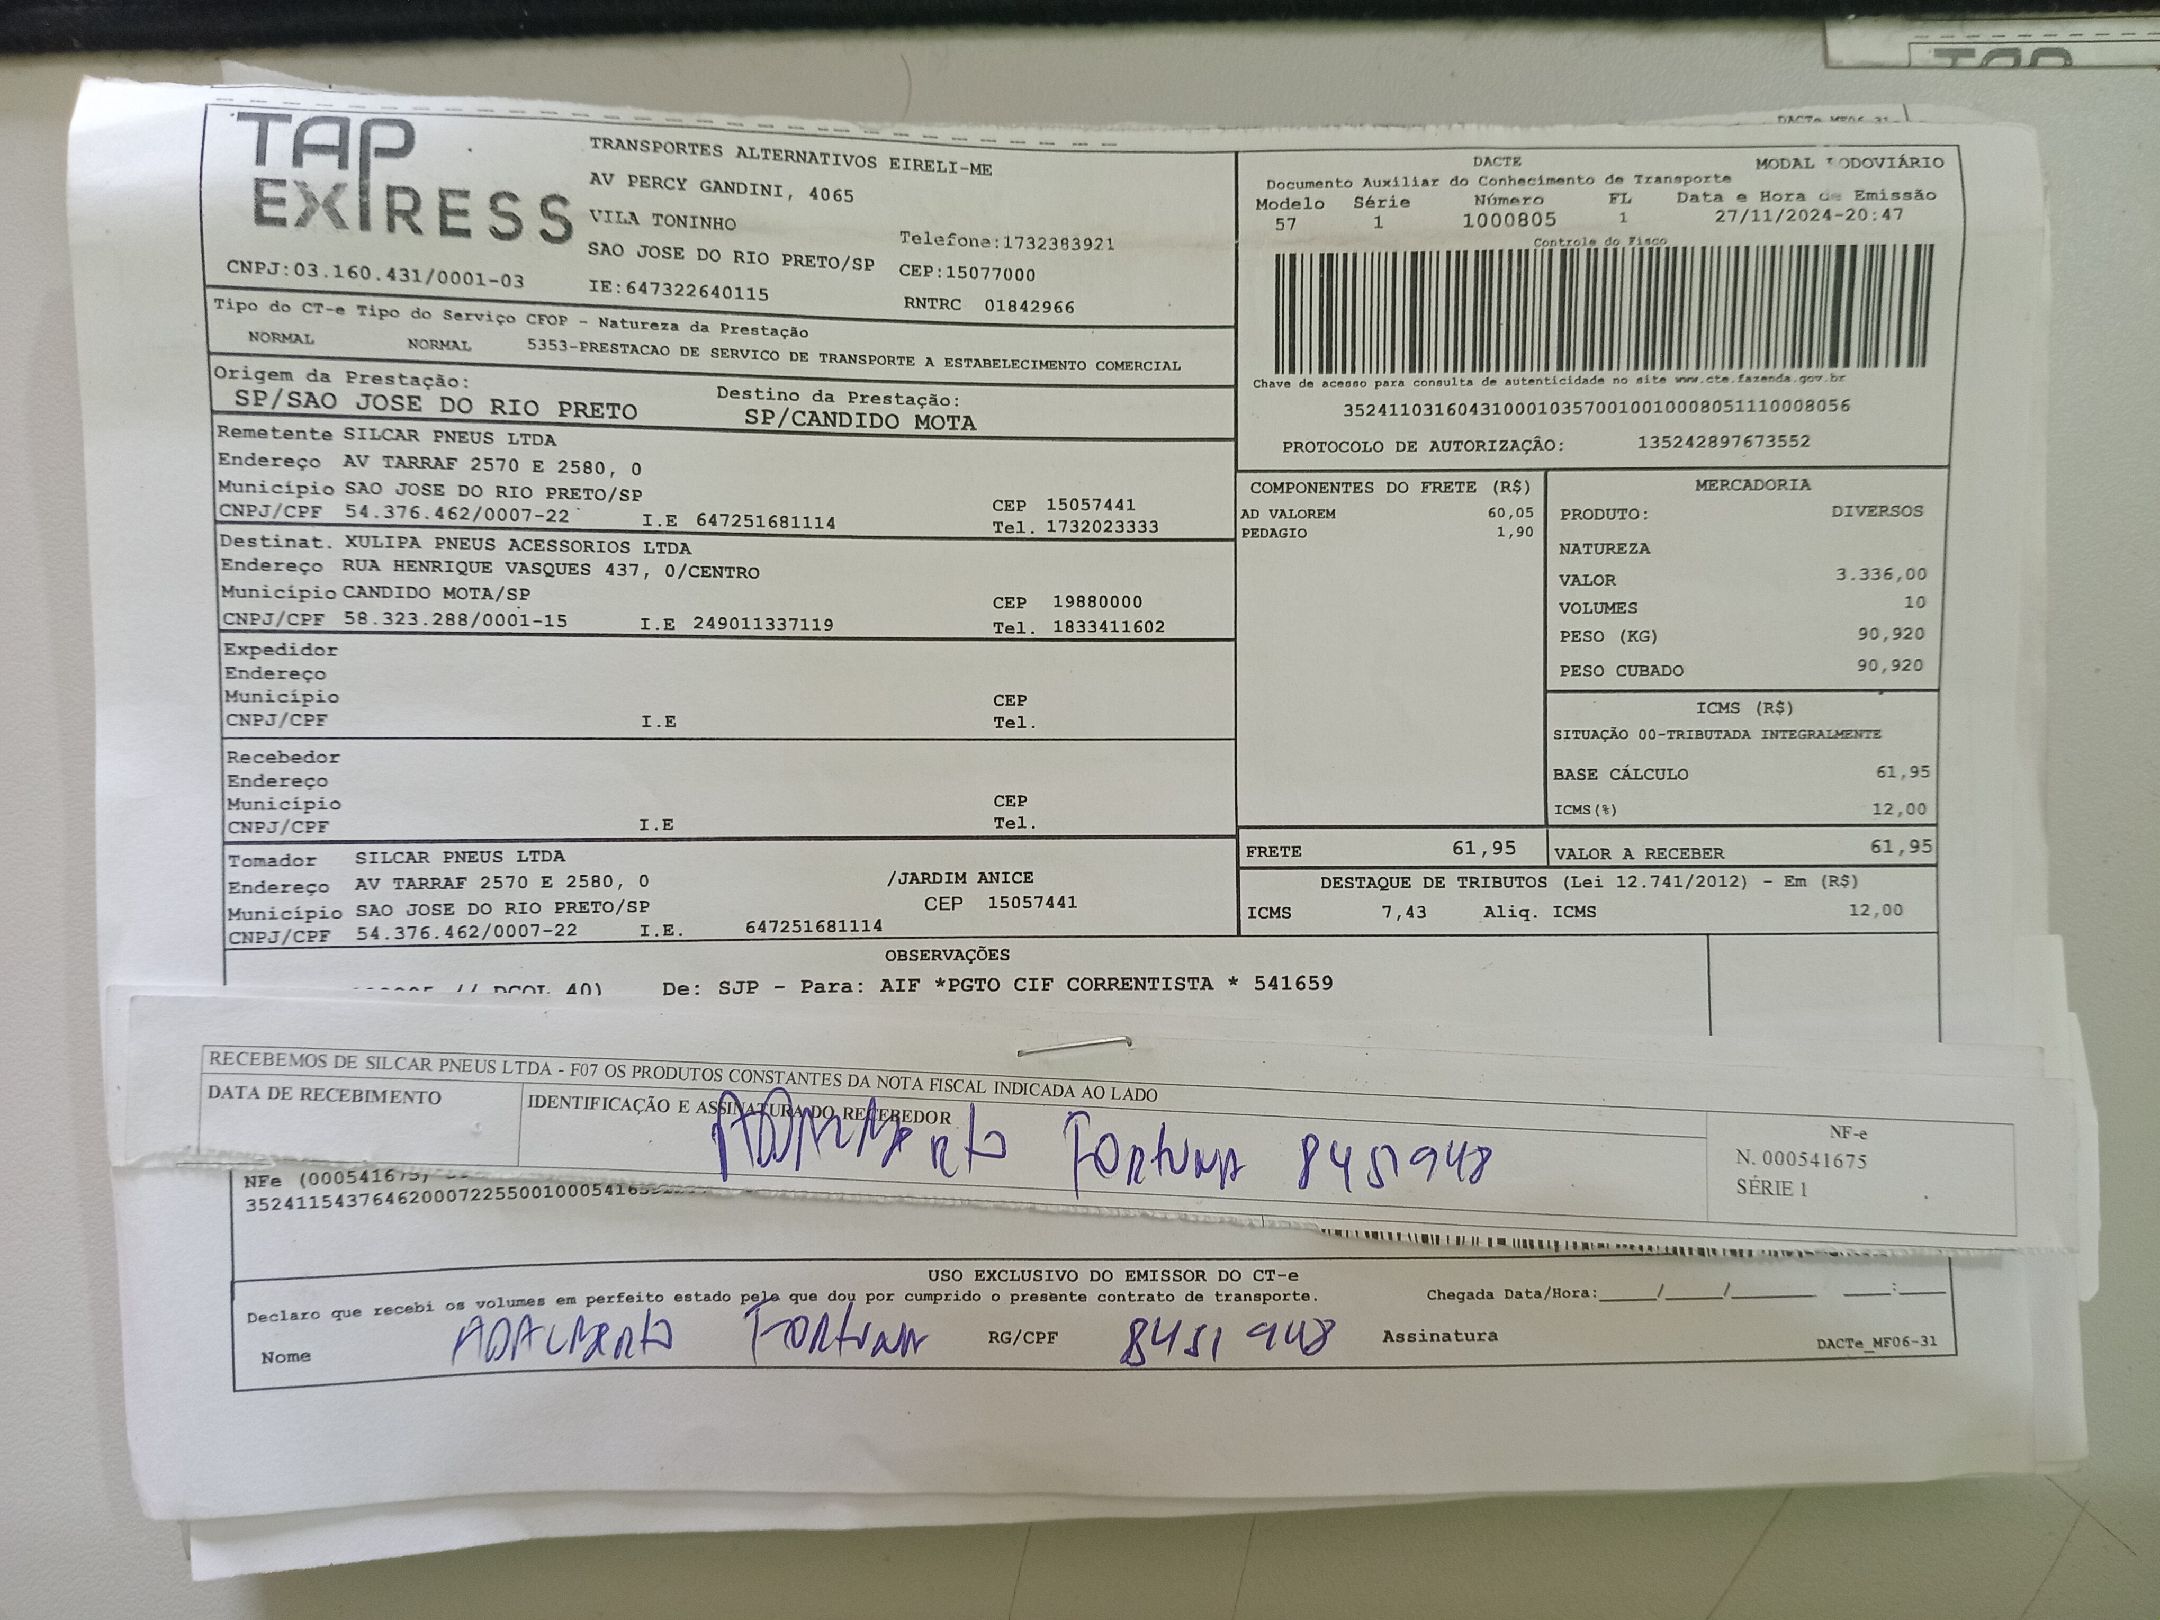 TAP
EXPRESS
TRANSPORTES ALTERNATIVOS EIRELI-ME
AV PERCY GANDINI, 4065
VILA TONINHO
Telefone:1732383921
SAO JOSE DO RIO PRETO/SP CEP:15077000
CNPJ:03.160.431/0001-03 IE:647322640115 RNTRC 01842966
Tipo do CT-e Tipo do Serviço CFOP - Natureza da Prestação
NORMAL NORMAL 5353-PRESTACAO DE SERVICO DE TRANSPORTE A ESTABELECIMENTO COMERCIAL
Origem da Prestação: Destino da Prestação:
SP/SAO JOSE DO RIO PRETO SP/CANDIDO MOTA
Remetente SILCAR PNEUS LTDA
Endereço AV TARRAF 2570 E 2580, 0
Município SAO JOSE DO RIO PRETO/SP CEP 15057441
CNPJ/CPF 54.376.462/0007-22 I.E 647251681114 Tel. 1732023333
Destinat. XULIPA PNEUS ACESSORIOS LTDA
Endereço RUA HENRIQUE VASQUES 437, 0/CENTRO
Município CANDIDO MOTA/SP CEP 19880000
CNPJ/CPF 58.323.288/0001-15 I.E 249011337119 Tel. 1833411602
Expedidor
Endereço
Município CEP
CNPJ/CPF I.E Tel.
Recebedor
Endereço
Município CEP
CNPJ/CPF I.E Tel.
Tomador SILCAR PNEUS LTDA
Endereço AV TARRAF 2570 E 2580, 0 /JARDIM ANICE
Município SAO JOSE DO RIO PRETO/SP CEP 15057441
CNPJ/CPF 54.376.462/0007-22 I.E. 647251681114
DACTe MF06-31
DACTE MODAL RODOVIÁRIO
Documento Auxiliar do Conhecimento de Transporte
Modelo Série Número FL Data e Hora de Emissão
57 1 1000805 1 27/11/2024-20:47
Controle do Fisco
Chave de acesso para consulta de autenticidade no site www.cte.fazenda.gov.br
35241103160431000103570010010008051110008056
PROTOCOLO DE AUTORIZAÇÃO: 135242897673552
COMPONENTES DO FRETE (R$)
AD VALOREM 60,05
PEDAGIO 1,90
MERCADORIA
PRODUTO: DIVERSOS
NATUREZA
VALOR 3.336,00
VOLUMES 10
PESO (KG) 90,920
PESO CUBADO 90,920
ICMS (R$)
SITUAÇÃO 00-TRIBUTADA INTEGRALMENTE
BASE CÁLCULO 61,95
ICMS(%) 12,00
FRETE 61,95 VALOR A RECEBER 61,95
DESTAQUE DE TRIBUTOS (Lei 12.741/2012) - Em (R$)
ICMS 7,43 Aliq. ICMS 12,00
OBSERVAÇÕES
De: SJP - Para: AIF *PGTO CIF CORRENTISTA * 541659
RECEBEMOS DE SILCAR PNEUS LTDA - F07 OS PRODUTOS CONSTANTES DA NOTA FISCAL INDICADA AO LADO
DATA DE RECEBIMENTO IDENTIFICAÇÃO E ASSINATURA DO RECEBEDOR
ADALBERTO FORTUNA 8451948
NF-e
N. 000541675
SÉRIE 1
NFe (000541675)
USO EXCLUSIVO DO EMISSOR DO CT-e
Declaro que recebi os volumes em perfeito estado pelo que dou por cumprido o presente contrato de transporte. Chegada Data/Hora:_____/_____/_______ ____:____
Nome ADALBERTO FORTUNA RG/CPF 8451948 Assinatura
DACTe_MF06-31